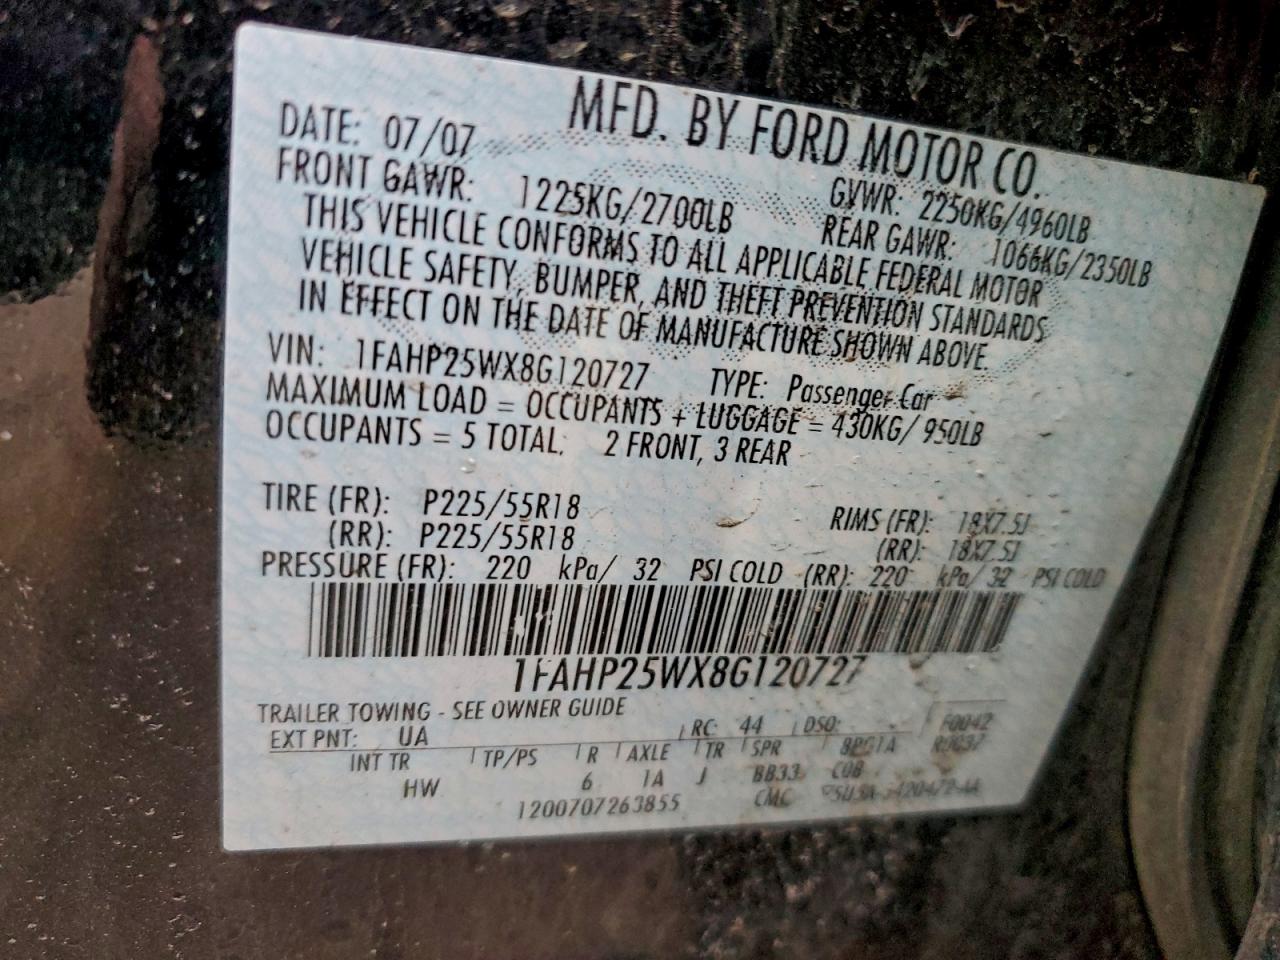 MFD. BY FORD MOTOR CO.
DATE: 07/07 GVWR: 2250KG/4960LB
FRONT GAWR: 1225KG/2700LB REAR GAWR: 1066KG/2350LB
THIS VEHICLE CONFORMS TO ALL APPLICABLE FEDERAL MOTOR
VEHICLE SAFETY, BUMPER, AND THEFT PREVENTION STANDARDS
IN EFFECT ON THE DATE OF MANUFACTURE SHOWN ABOVE.
VIN: 1FAHP25WX8G120727 TYPE: Passenger Car
MAXIMUM LOAD = OCCUPANTS + LUGGAGE = 430KG/ 950LB
OCCUPANTS = 5 TOTAL. 2 FRONT, 3 REAR
TIRE (FR): P225/55R18 RIMS (FR): 18X7.5J
(RR): P225/55R18 (RR): 18X7.5J
PRESSURE (FR): 220 kPa/ 32 PSI COLD (RR): 220 kPa/ 32 PSI COLD
1FAHP25WX8G120727
TRAILER TOWING - SEE OWNER GUIDE
EXT PNT: UA RC: 44 DSO: F0042
INT TR TP/PS R AXLE TR SPR
HW 6 1A J BB33
1200707263855 CMC